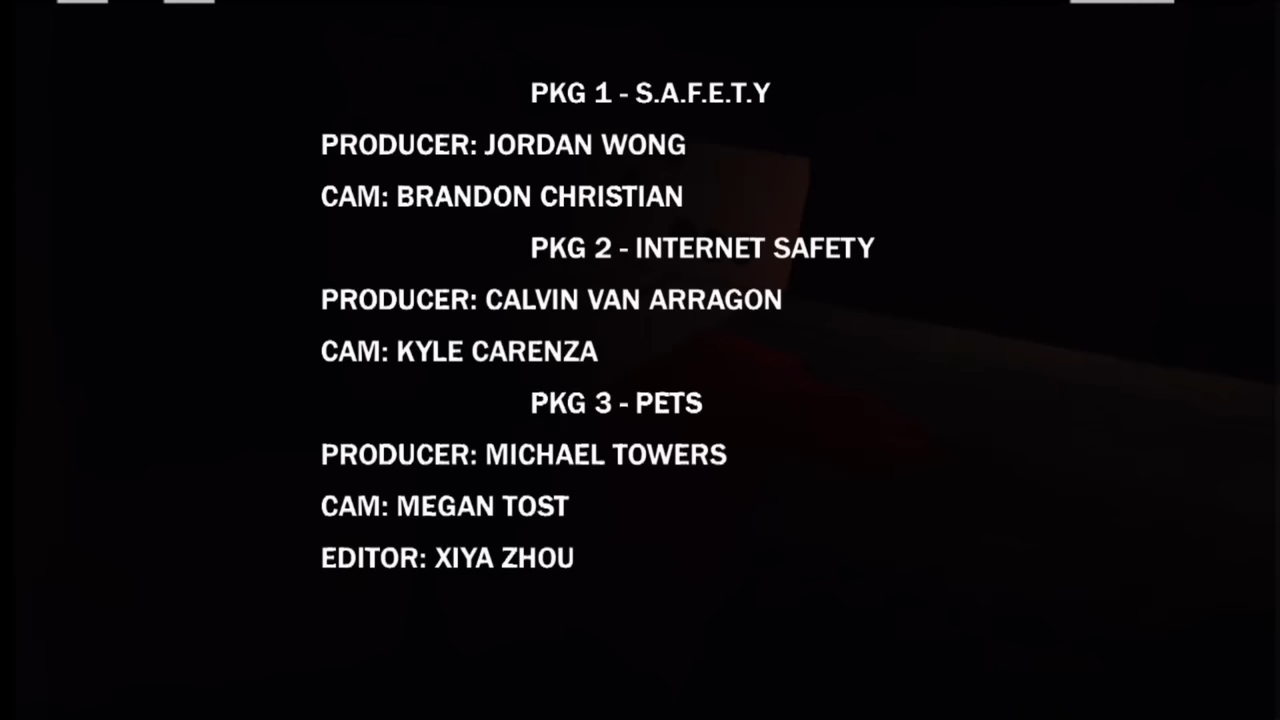 PKG 1 - S.A.F.E.T.Y
PRODUCER: JORDAN WONG
CAM: BRANDON CHRISTIAN
PKG 2 - INTERNET SAFETY
PRODUCER: CALVIN VAN ARRAGON
CAM: KYLE CARENZA
PKG 3 - PETS
PRODUCER: MICHAEL TOWERS
CAM: MEGAN TOST
EDITOR: XIYA ZHOU